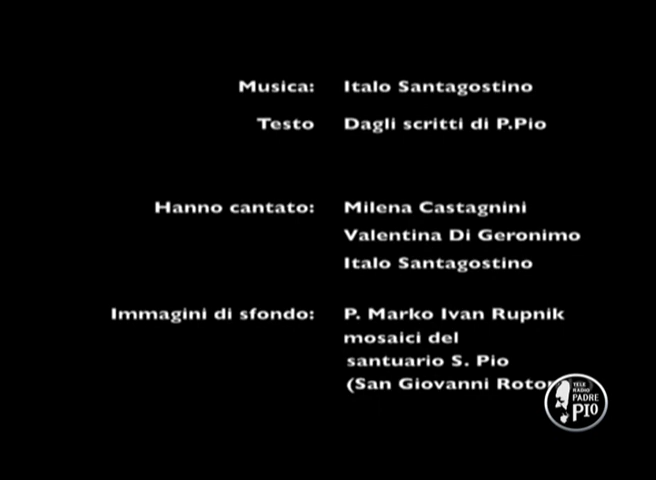 Musica: Italo Santagostino
Testo Dagli scritti di P.Pio
Hanno cantato: Milena Castagnini
Valentina Di Geronimo
Italo Santagostino
Immagini di sfondo: P. Marko Ivan Rupnik
mosaici del
santuario S. Pio
(San Giovanni
TELE
RADIO
PADRE
PIO